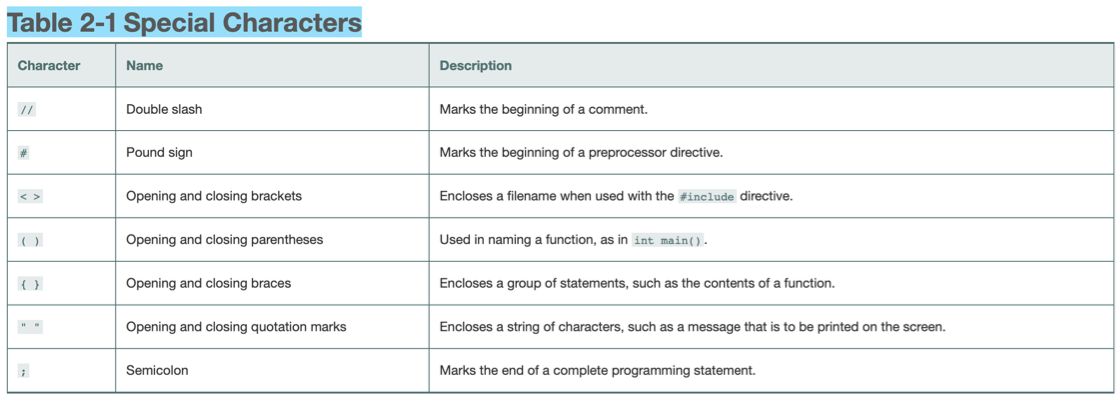 Table 2-1 Special Characters
Character Name Description
// Double slash Marks the beginning of a comment.
# Pound sign Marks the beginning of a preprocessor directive.
< > Opening and closing brackets Encloses a filename when used with the #include directive.
( ) Opening and closing parentheses Used in naming a function, as in int main().
{ } Opening and closing braces Encloses a group of statements, such as the contents of a function.
" " Opening and closing quotation marks Encloses a string of characters, such as a message that is to be printed on the screen.
; Semicolon Marks the end of a complete programming statement.